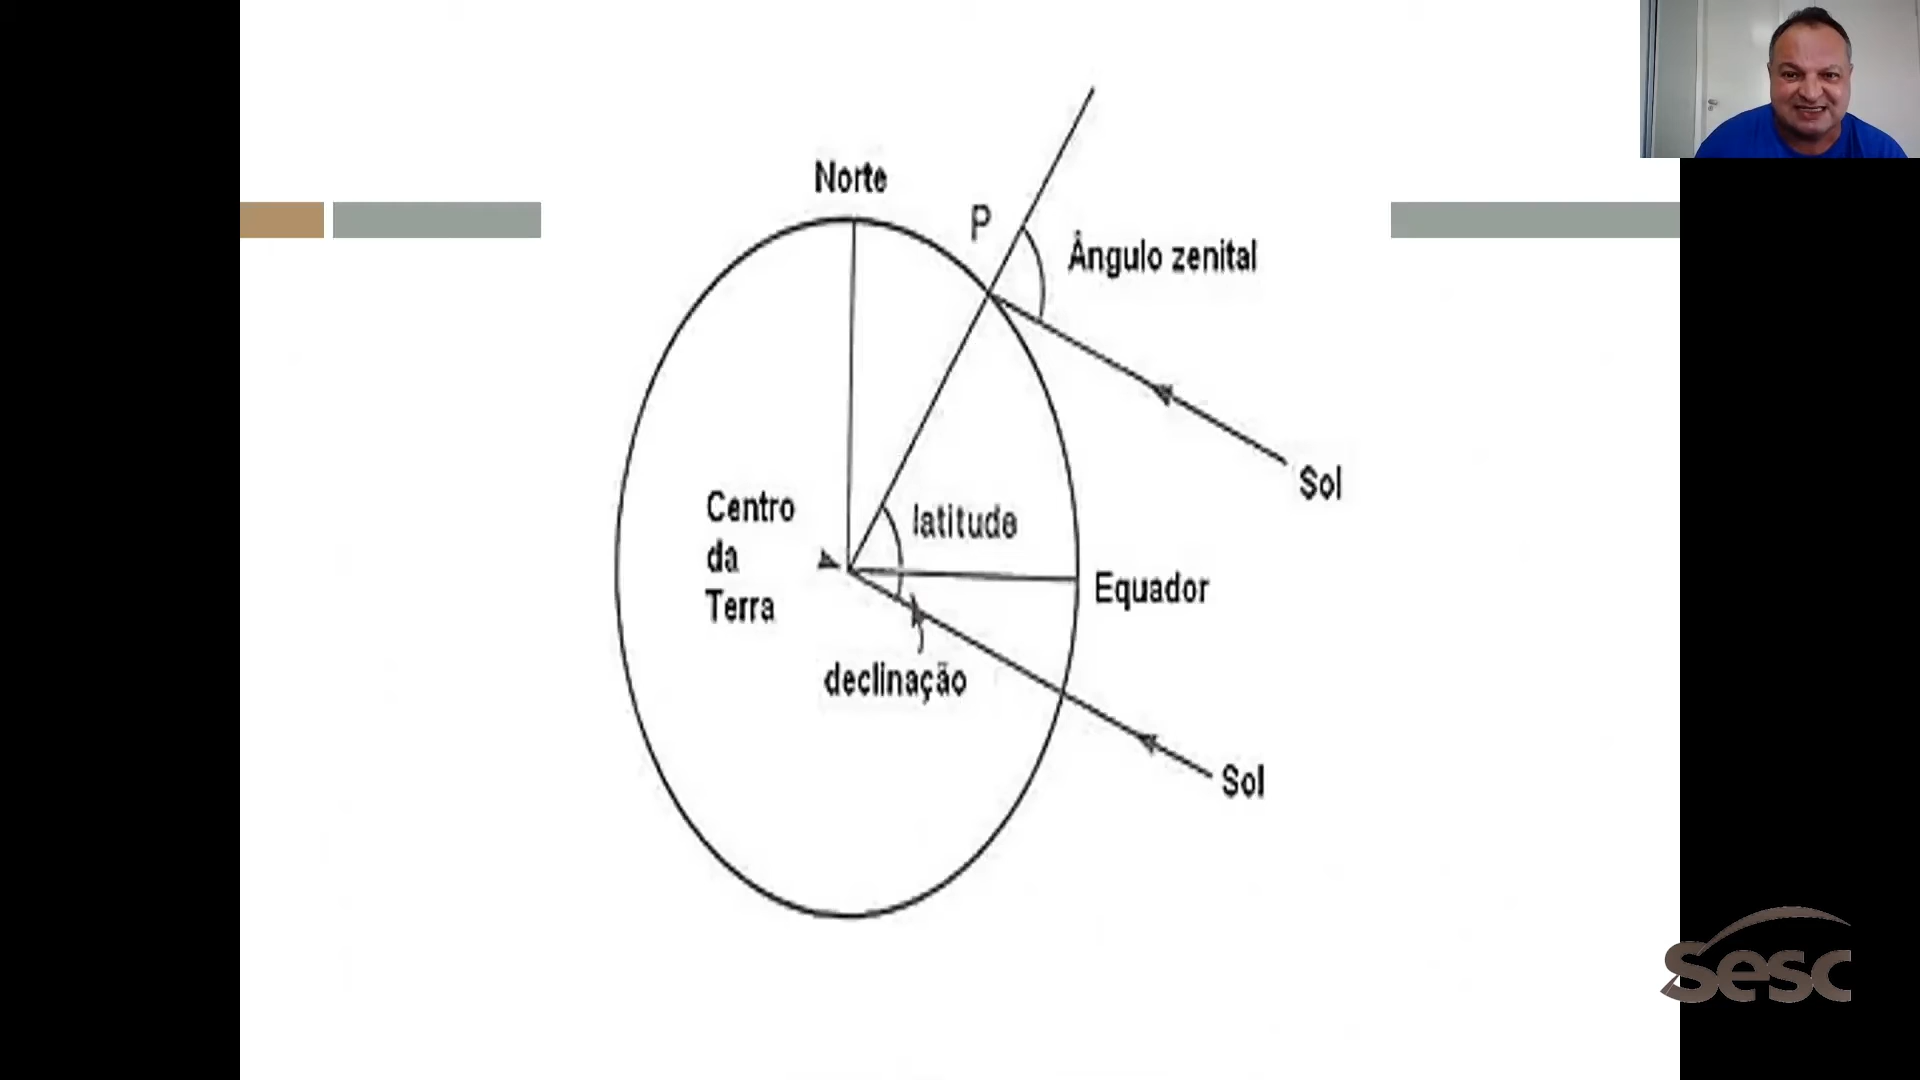 Norte
P
Ângulo zenital
Sol
Centro
da
Terra
latitude
Equador
declinação
Sol
Sesc